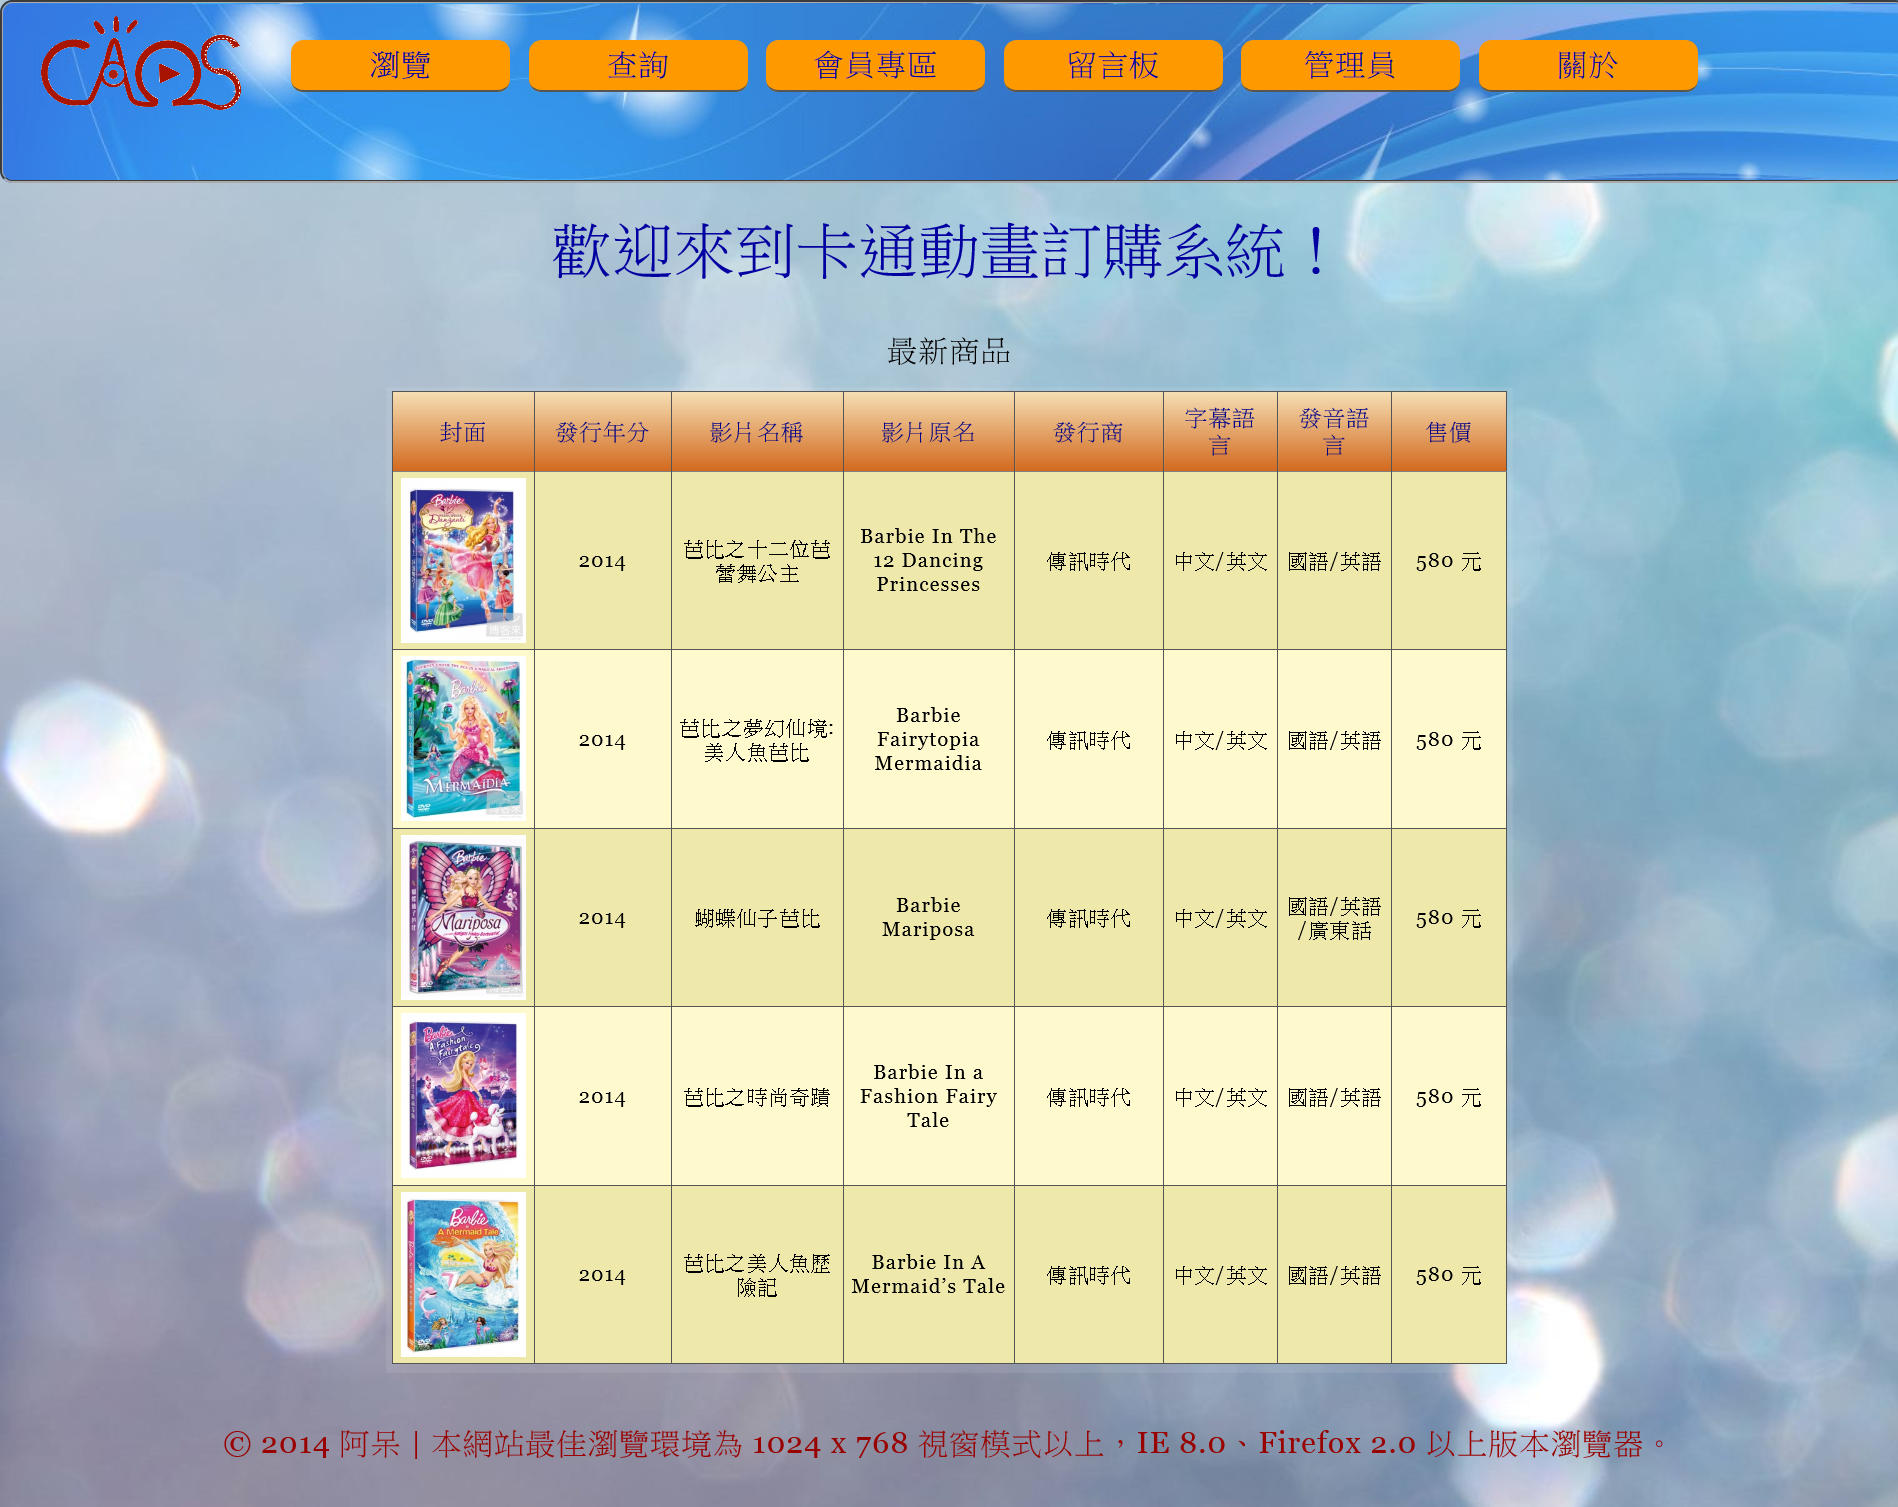 CAOS
瀏覽
查詢
會員專區
留言板
管理員
關於
歡迎來到卡通動畫訂購系統！
最新商品
封面
發行年分
影片名稱
影片原名
發行商
字幕語
言
發音語
言
售價
Barbie
2014
芭比之十二位芭
蕾舞公主
Barbie In The
12 Dancing
Princesses
傳訊時代
中文/英文
國語/英語
580 元
Barbie
MERMAIDIA
2014
芭比之夢幻仙境:
美人魚芭比
Barbie
Fairytopia
Mermaidia
傳訊時代
中文/英文
國語/英語
580 元
Barbie
Mariposa
2014
蝴蝶仙子芭比
Barbie
Mariposa
傳訊時代
中文/英文
國語/英語
/廣東話
580 元
Barbie
A Fashion
Fairytale
2014
芭比之時尚奇蹟
Barbie In a
Fashion Fairy
Tale
傳訊時代
中文/英文
國語/英語
580 元
Barbie
A Mermaid Tale
2014
芭比之美人魚歷
險記
Barbie In A
Mermaid’s Tale
傳訊時代
中文/英文
國語/英語
580 元
© 2014 阿呆 | 本網站最佳瀏覽環境為 1024 x 768 視窗模式以上，IE 8.0、Firefox 2.0 以上版本瀏覽器。